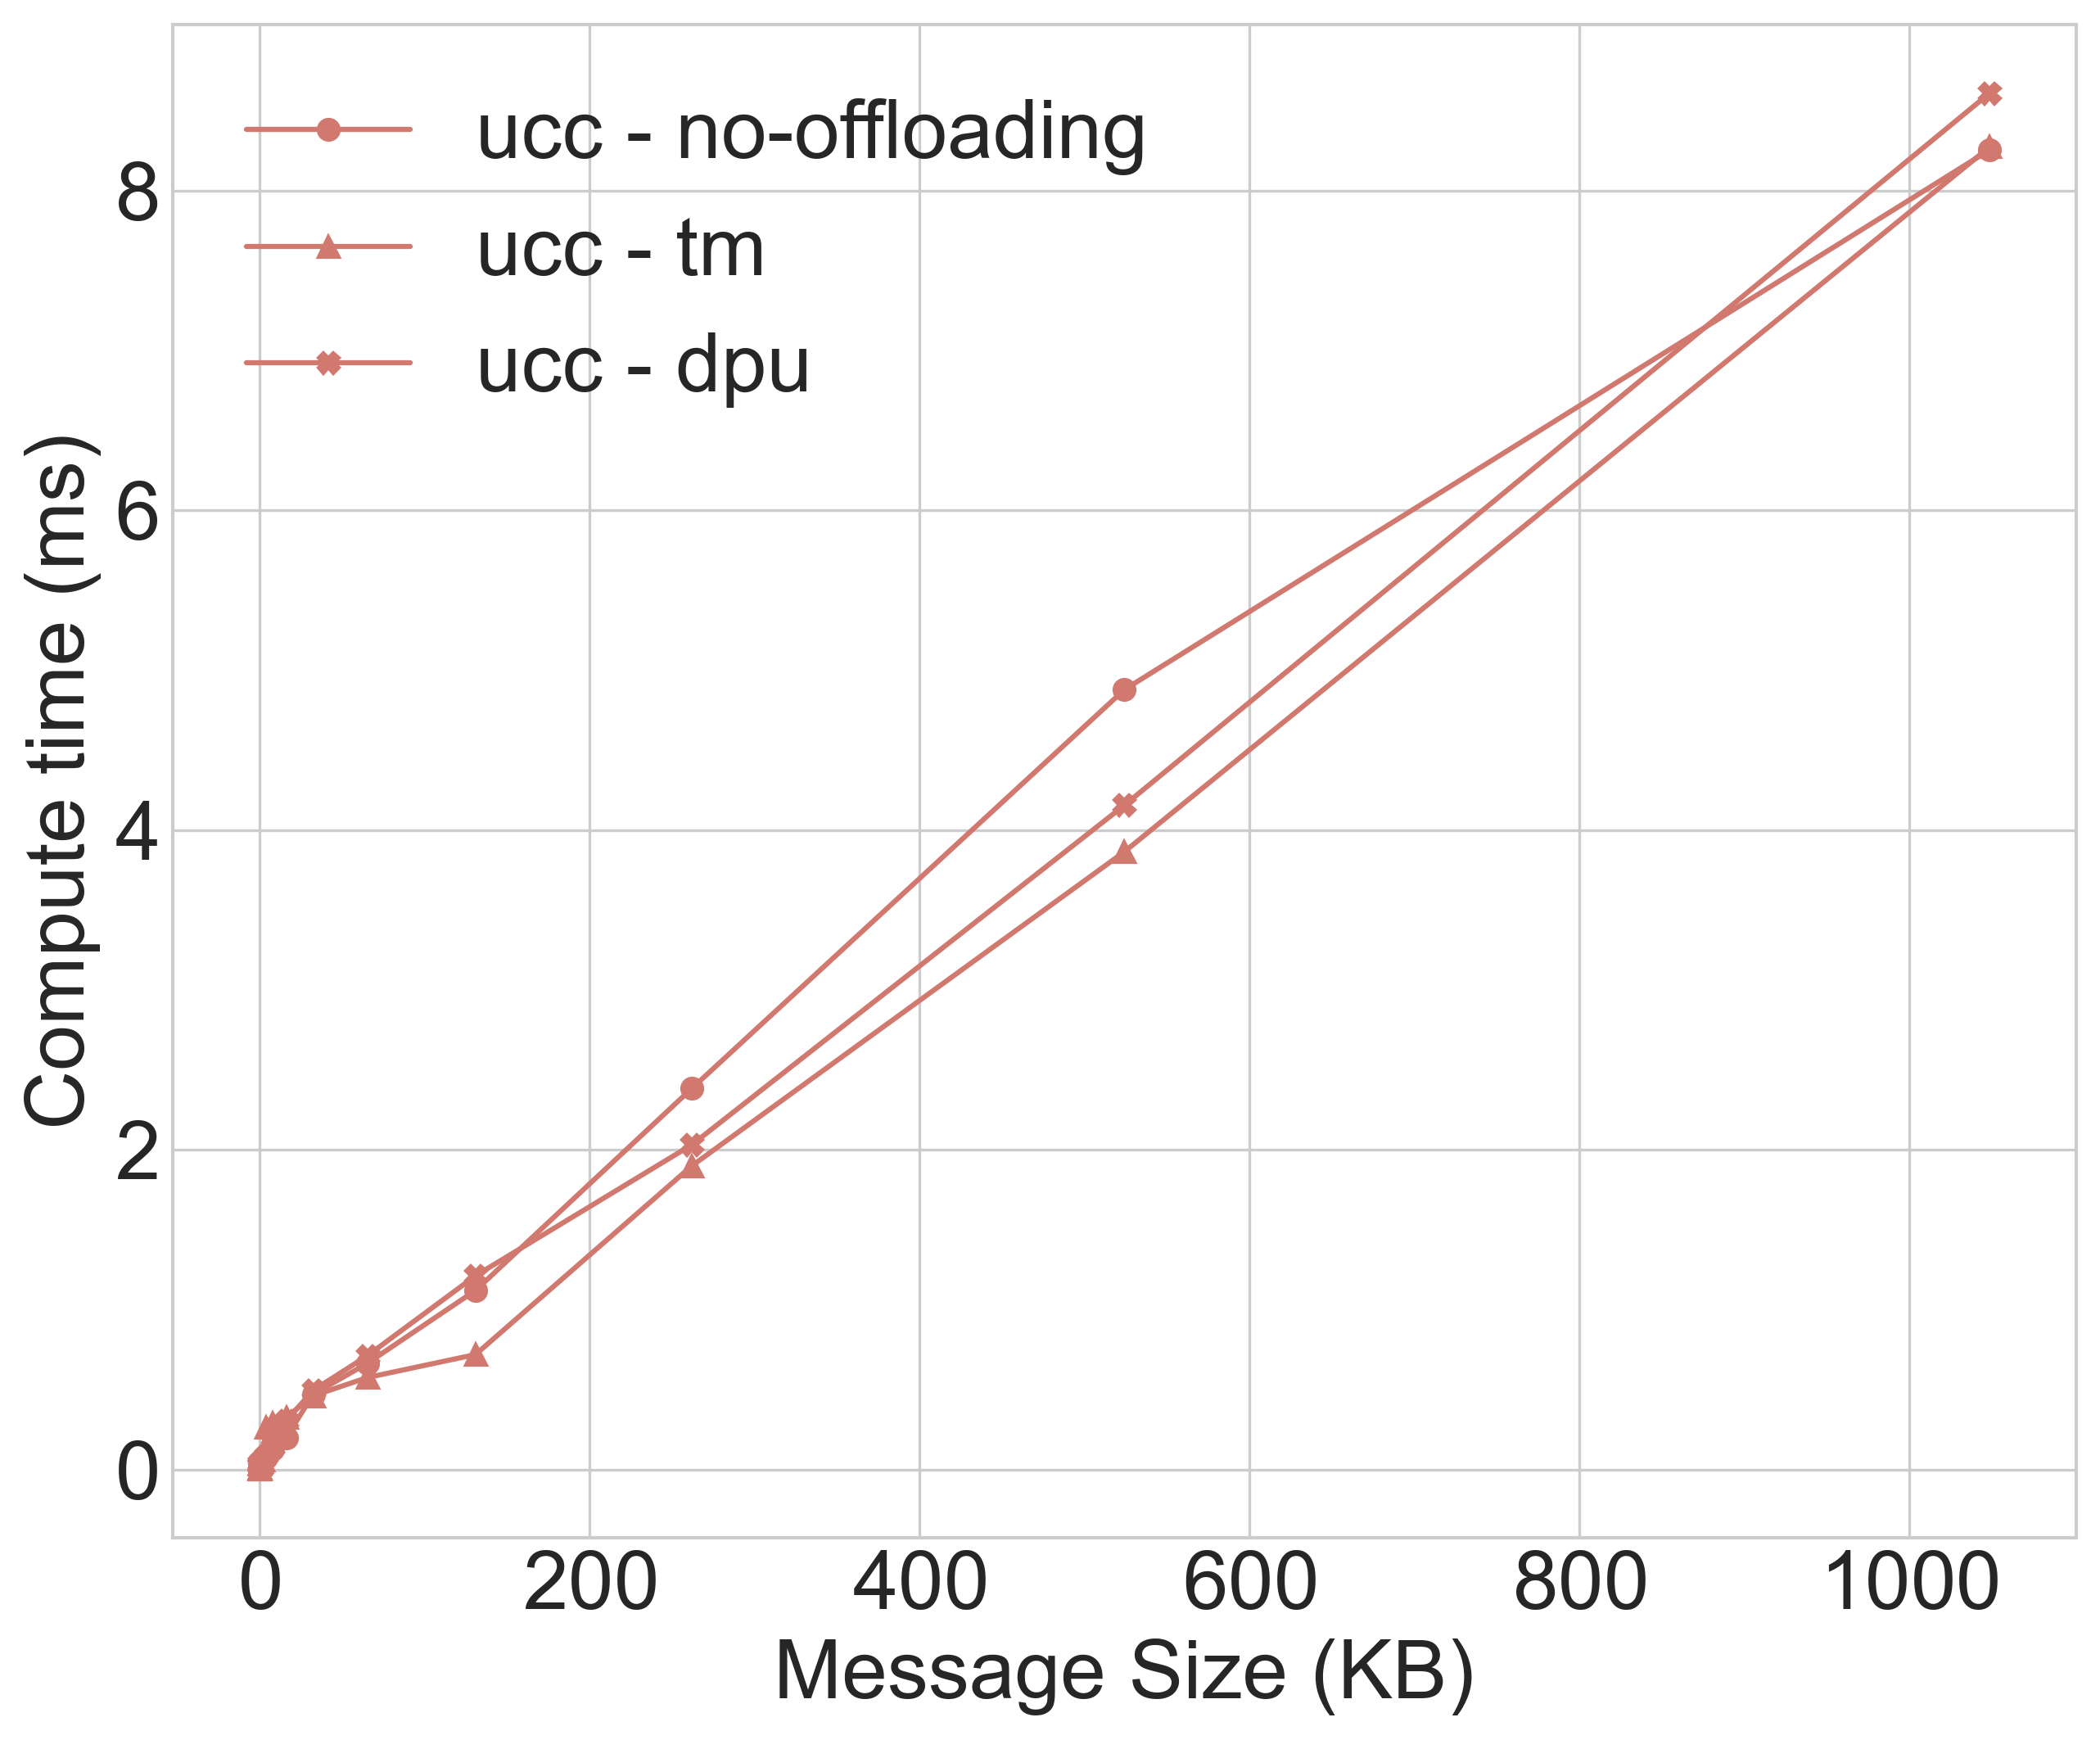 ucc - no-offloading
ucc - tm
ucc - dpu
Compute time (ms)
8
6
4
2
0
0 200 400 600 800 1000
Message Size (KB)